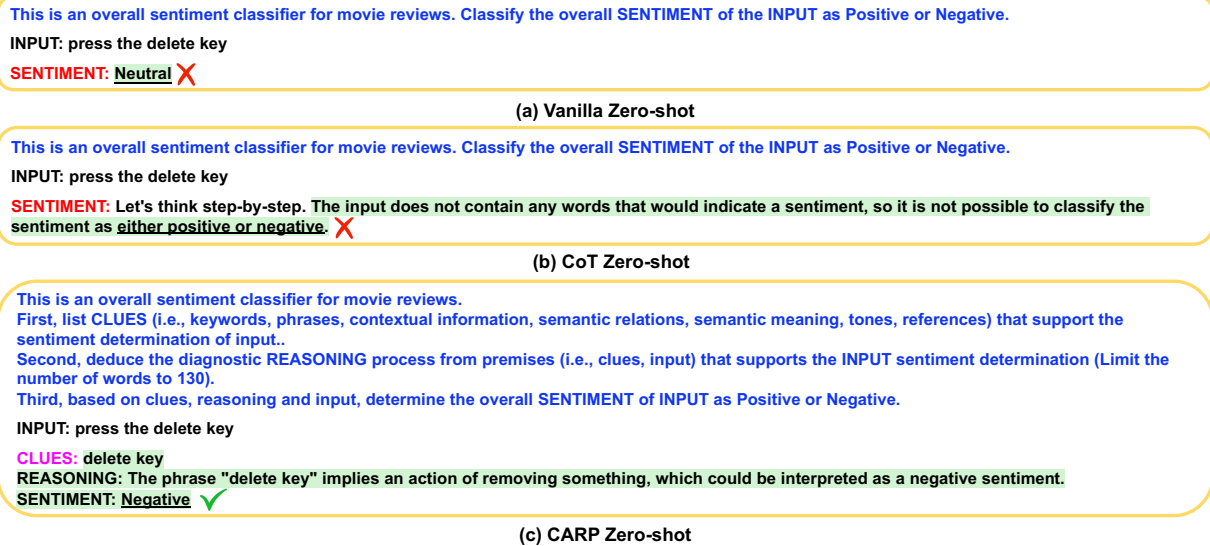 This is an overall sentiment classifier for movie reviews. Classify the overall SENTIMENT of the INPUT as Positive or Negative.
INPUT: press the delete key
SENTIMENT: Neutral
(a) Vanilla Zero-shot
This is an overall sentiment classifier for movie reviews. Classify the overall SENTIMENT of the INPUT as Positive or Negative.
INPUT: press the delete key
SENTIMENT: Let's think step-by-step. The input does not contain any words that would indicate a sentiment, so it is not possible to classify the
sentiment as either positive or negative.
(b) CoT Zero-shot
This is an overall sentiment classifier for movie reviews.
First, list CLUES (i.e., keywords, phrases, contextual information, semantic relations, semantic meaning, tones, references) that support the
sentiment determination of input..
Second, deduce the diagnostic REASONING process from premises (i.e., clues, input) that supports the INPUT sentiment determination (Limit the
number of words to 130).
Third, based on clues, reasoning and input, determine the overall SENTIMENT of INPUT as Positive or Negative.
INPUT: press the delete key
CLUES: delete key
REASONING: The phrase "delete key" implies an action of removing something, which could be interpreted as a negative sentiment.
SENTIMENT: Negative
(c) CARP Zero-shot